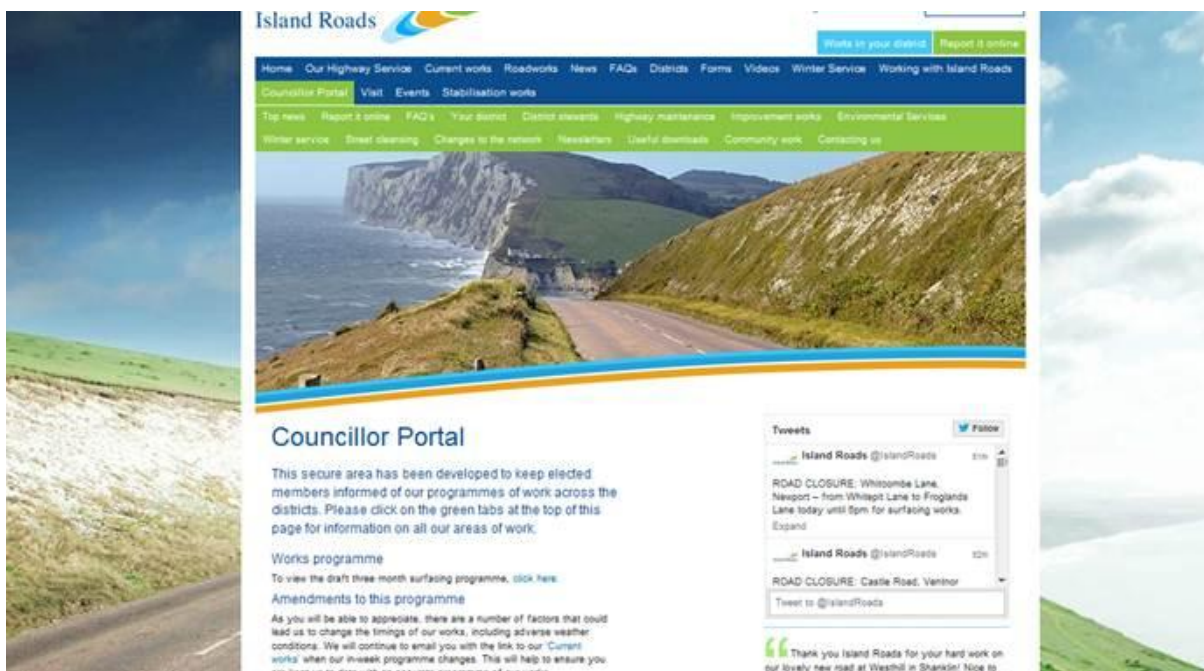 Island Roads
Works in your district Report it online
Home Our Highway Service Current works Roadworks News FAQs Districts Forms Videos Winter Service Working with Island Roads
Councillor Portal Visit Events Stabilisation works
Top news Report it online FAQ's Your district District stewards Highway maintenance Improvement works Environmental Services
Winter service Street cleansing Changes to the network Newsletters Useful downloads Community work Contacting us
Councillor Portal
This secure area has been developed to keep elected
members informed of our programmes of work across the
districts. Please click on the green tabs at the top of this
page for information on all our areas of work.
Works programme
To view the draft three month surfacing programme, click here.
Amendments to this programme
As you will be able to appreciate, there are a number of factors that could
lead us to change the timings of our works, including adverse weather
conditions. We will continue to email you with the link to our 'Current
works' when our in-week programme changes. This will help to ensure you
Tweets Follow
Island Roads @IslandRoads 51m
ROAD CLOSURE: Whitcombe Lane,
Newport – from Whitepit Lane to Froglands
Lane today until 5pm for surfacing works.
Expand
Island Roads @IslandRoads 52m
ROAD CLOSURE: Castle Road, Ventnor
Tweet to @IslandRoads
Thank you Island Roads for your hard work on
our lovely new road at Westhill in Shanklin! Nice to